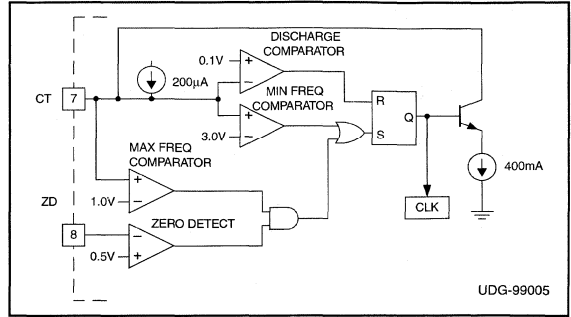 DISCHARGE
COMPARATOR
0.1V
+
−
200µA
CT
7
MIN FREQ
COMPARATOR
+
3.0V
−
R
Q
S
MAX FREQ
COMPARATOR
+
1.0V
−
400mA
CLK
ZD
8
ZERO DETECT
−
0.5V
+
UDG-99005